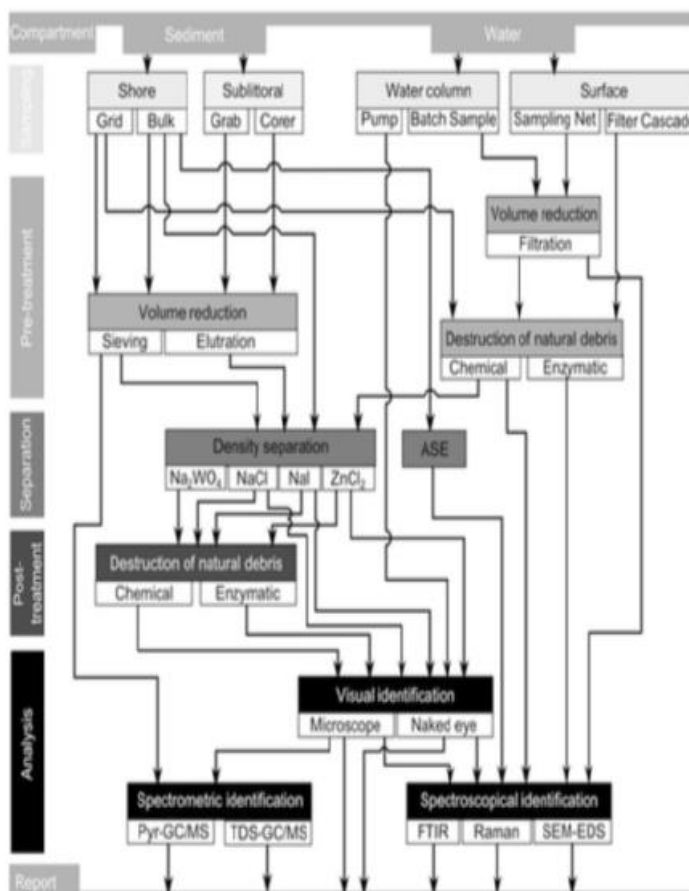 Compartment Sediment Water
Sampling
Shore Sublittoral Water column Surface
Grid Bulk Grab Corer Pump Batch Sample Sampling Net Filter Cascade
Pre-treatment
Volume reduction
Filtration
Volume reduction Destruction of natural debris
Sieving Elutration Chemical Enzymatic
Separation
Density separation ASE
Na₂WO₄ NaCl NaI ZnCl₂
Post-treatment
Destruction of natural debris
Chemical Enzymatic
Analysis
Visual identification
Microscope Naked eye
Spectrometric identification Spectroscopical identification
Pyr-GC/MS TDS-GC/MS FTIR Raman SEM-EDS
Report